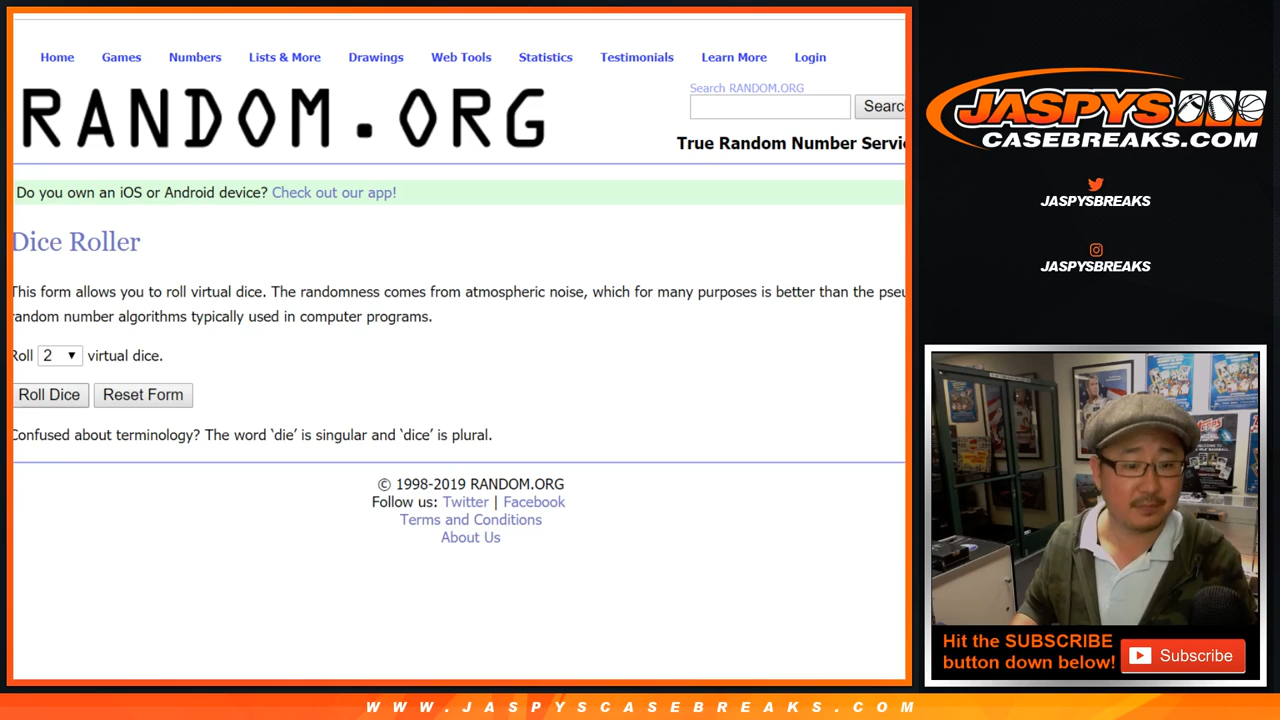 Home Games Numbers Lists & More Drawings Web Tools Statistics Testimonials Learn More Login
Search RANDOM.ORG
RANDOM.ORG
Searc
True Random Number Servi
Do you own an iOS or Android device? Check out our app!
Dice Roller
This form allows you to roll virtual dice. The randomness comes from atmospheric noise, which for many purposes is better than the pseu
random number algorithms typically used in computer programs.
Roll 2 virtual dice.
Roll Dice Reset Form
Confused about terminology? The word 'die' is singular and 'dice' is plural.
© 1998-2019 RANDOM.ORG
Follow us: Twitter | Facebook
Terms and Conditions
About Us
JASPYS
CASEBREAKS.COM
JASPYSBREAKS
JASPYSBREAKS
Hit the SUBSCRIBE
button down below!
Subscribe
WWW.JASPYSCASEBREAKS.COM